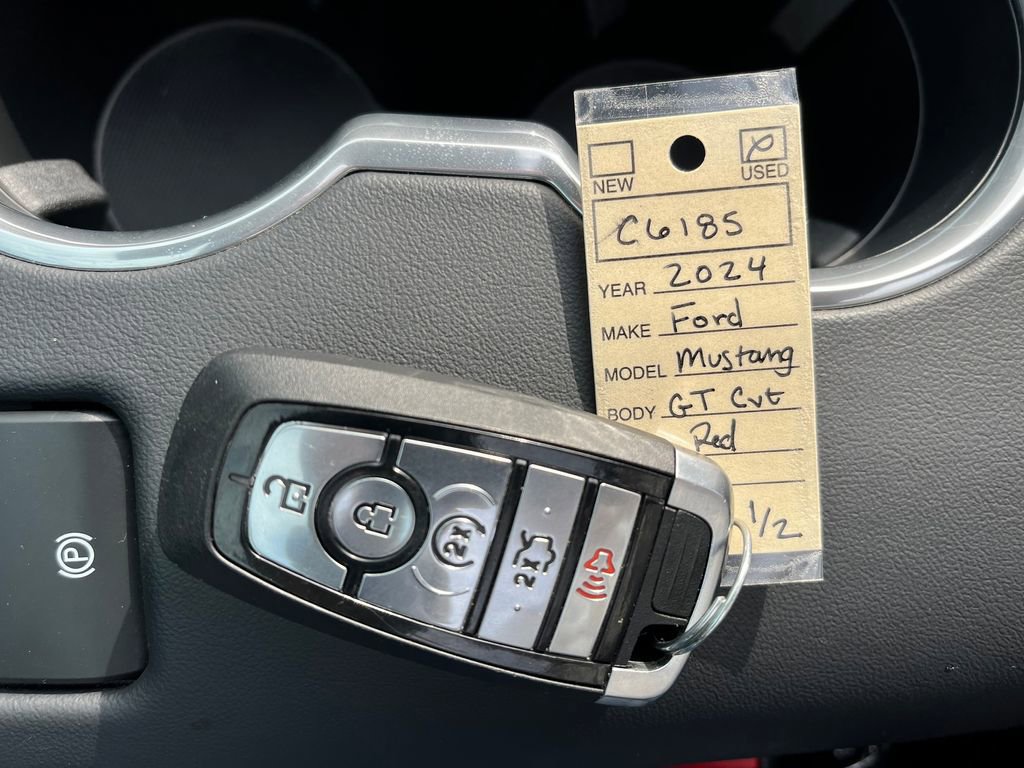 NEW USED
C6185
YEAR 2024
MAKE Ford
MODEL Mustang
BODY GT Cvt
Red
1/2
2x
2x
(P)